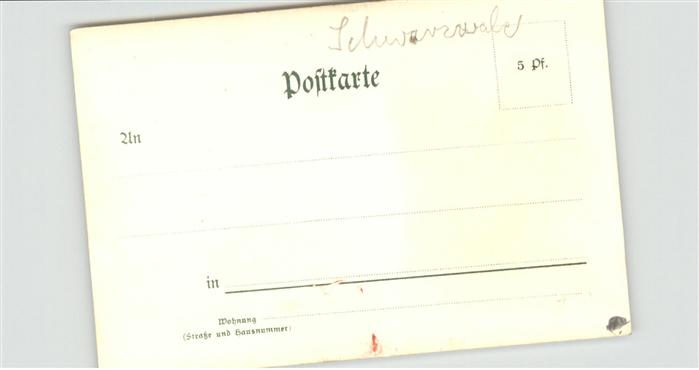 Schwarzwald
5 Pf.
Postkarte
An
in
Wohnung
(Straße und Hausnummer)